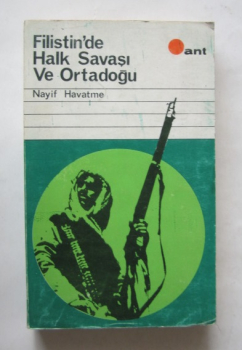 Filistin'de
Halk Savaşı
Ve Ortadoğu
ant
Nayif Havatme